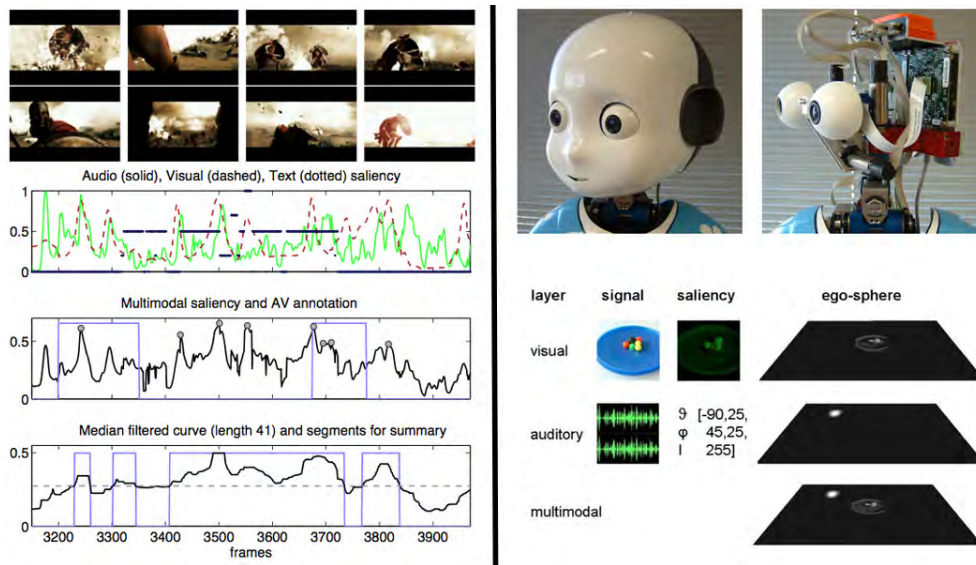 Audio (solid), Visual (dashed), Text (dotted) saliency
1
0.5
0
Multimodal saliency and AV annotation
0.5
0
Median filtered curve (length 41) and segments for summary
0.5
0
3200 3300 3400 3500 3600 3700 3800 3900
frames
layer signal saliency ego-sphere
visual
auditory
ϑ [-90,25,
φ 45,25,
I 255]
multimodal